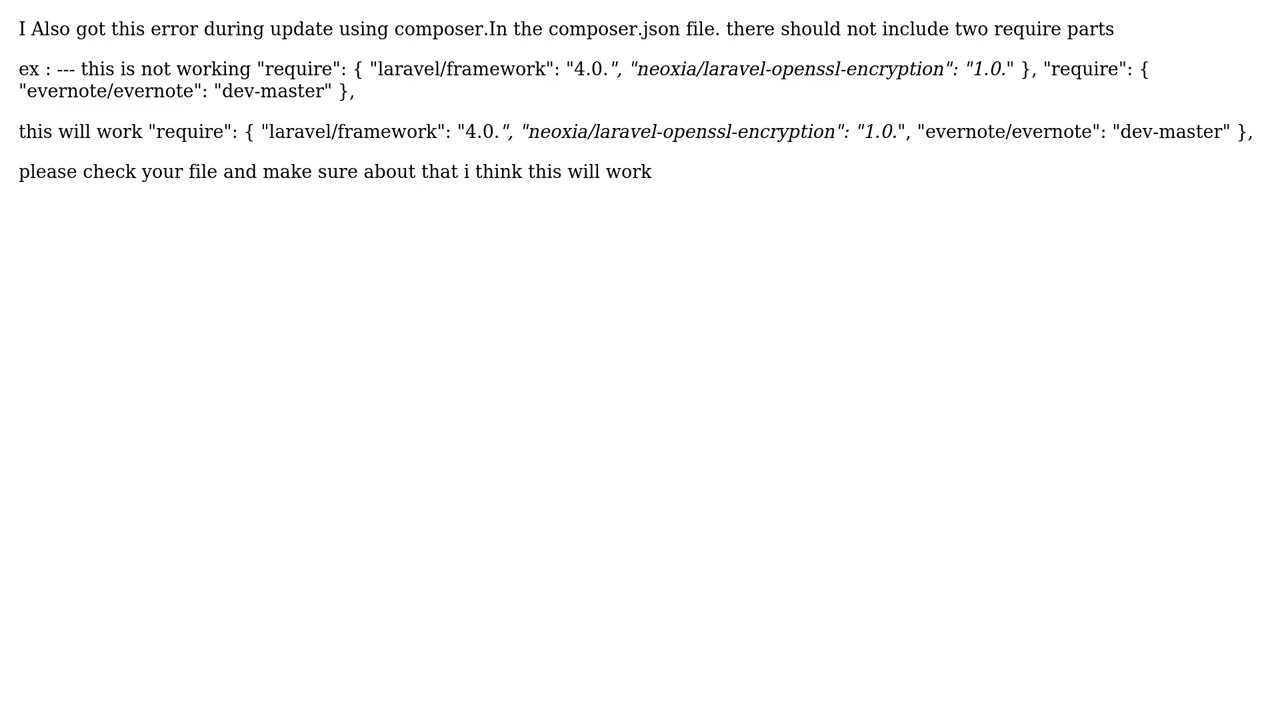 I Also got this error during update using composer.In the composer.json file. there should not include two require parts
ex : --- this is not working "require": { "laravel/framework": "4.0.", "neoxia/laravel-openssl-encryption": "1.0." }, "require": {
"evernote/evernote": "dev-master" },
this will work "require": { "laravel/framework": "4.0.", "neoxia/laravel-openssl-encryption": "1.0.", "evernote/evernote": "dev-master" },
please check your file and make sure about that i think this will work